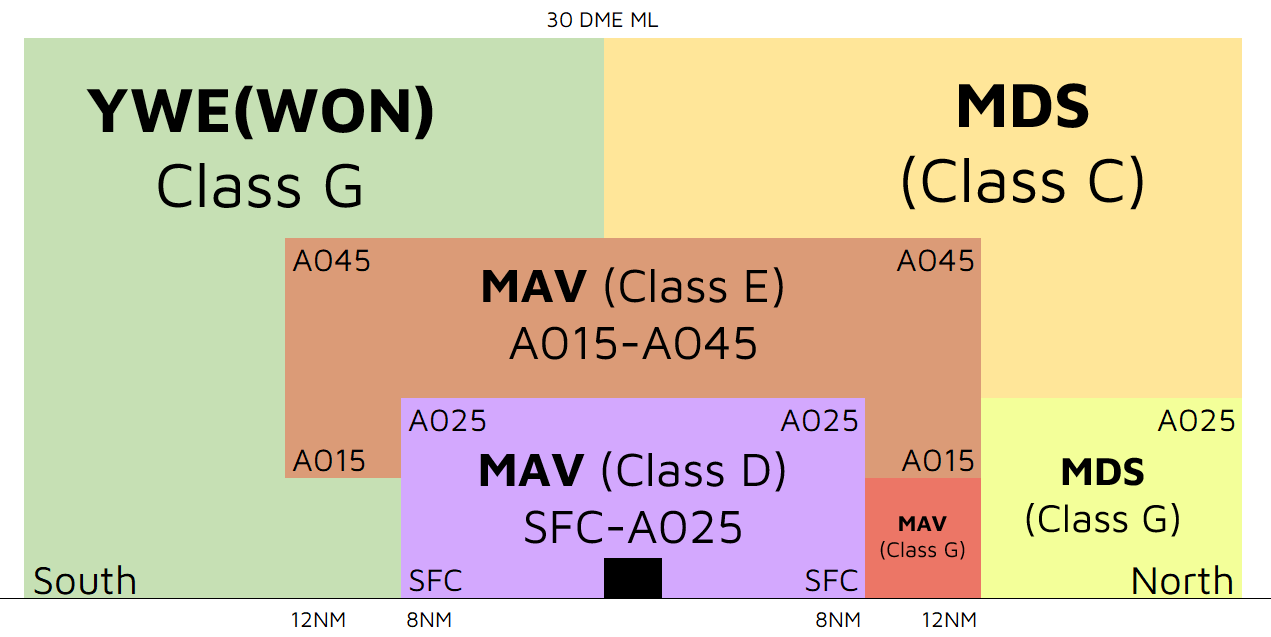 30 DME ML
YWE(WON)
Class G
MDS
(Class C)
A045
A045
MAV (Class E)
A015-A045
A015
A015
A025
A025
MAV (Class D)
SFC-A025
SFC
SFC
MAV
(Class G)
A025
MDS
(Class G)
South
North
12NM
8NM
8NM
12NM